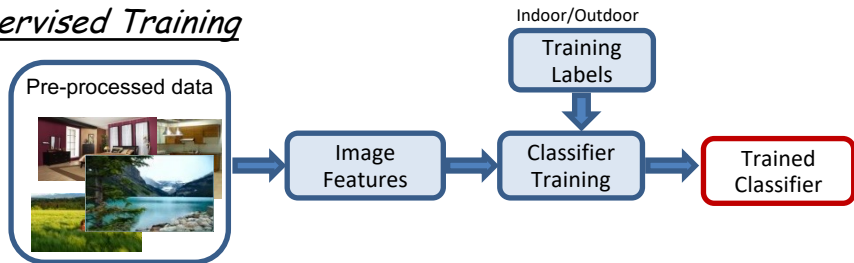 ervised Training
Indoor/Outdoor
Training
Labels
Pre-processed data
Image
Features
Classifier
Training
Trained
Classifier